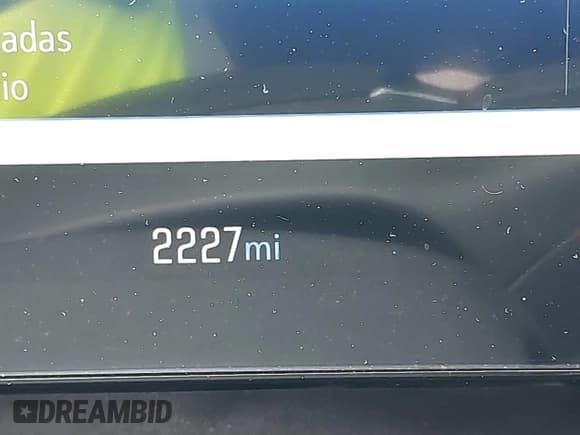 adas
io
2227mi
DREAMBID